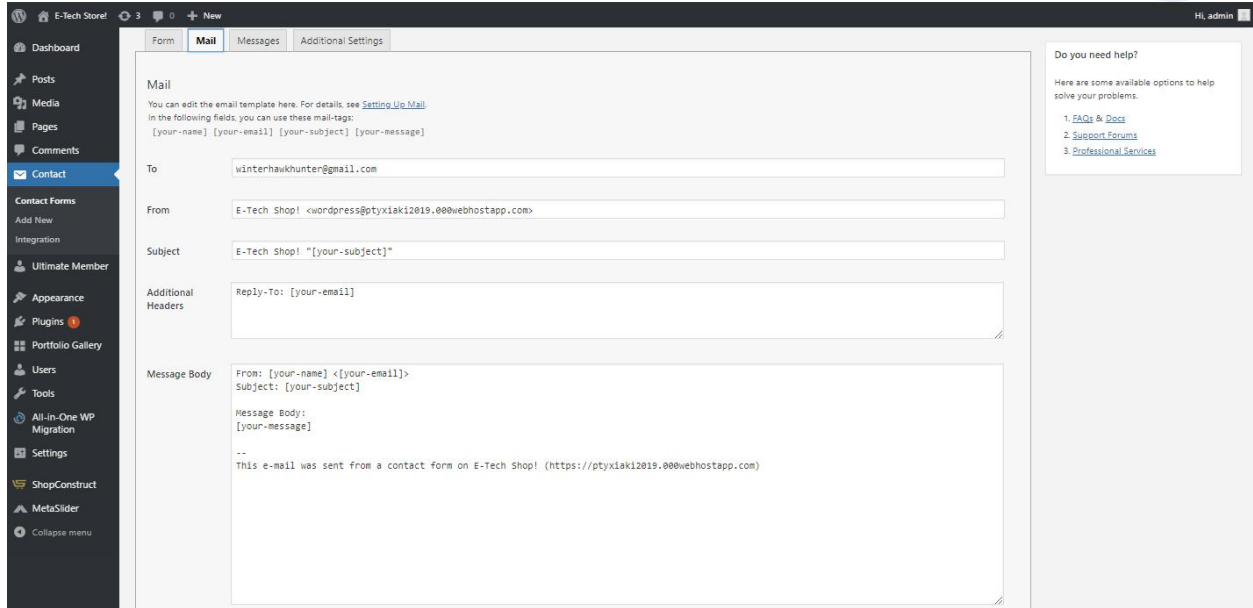 E-Tech Store! 3 0 + New Hi, admin
Dashboard
Posts
Media
Pages
Comments
Contact
Contact Forms
Add New
Integration
Ultimate Member
Appearance
Plugins 1
Portfolio Gallery
Users
Tools
All-in-One WP
Migration
Settings
ShopConstruct
MetaSlider
Collapse menu
Form Mail Messages Additional Settings
Mail
You can edit the email template here. For details, see Setting Up Mail.
In the following fields, you can use these mail-tags:
[your-name] [your-email] [your-subject] [your-message]
To
winterhawkhunter@gmail.com
From
E-Tech Shop! <wordpress@ptyxiaki2019.000webhostapp.com>
Subject
E-Tech Shop! "[your-subject]"
Additional
Headers
Reply-To: [your-email]
Message Body
From: [your-name] <[your-email]>
Subject: [your-subject]
Message Body:
[your-message]
--
This e-mail was sent from a contact form on E-Tech Shop! (https://ptyxiaki2019.000webhostapp.com)
Do you need help?
Here are some available options to help
solve your problems.
1. FAQs & Docs
2. Support Forums
3. Professional Services